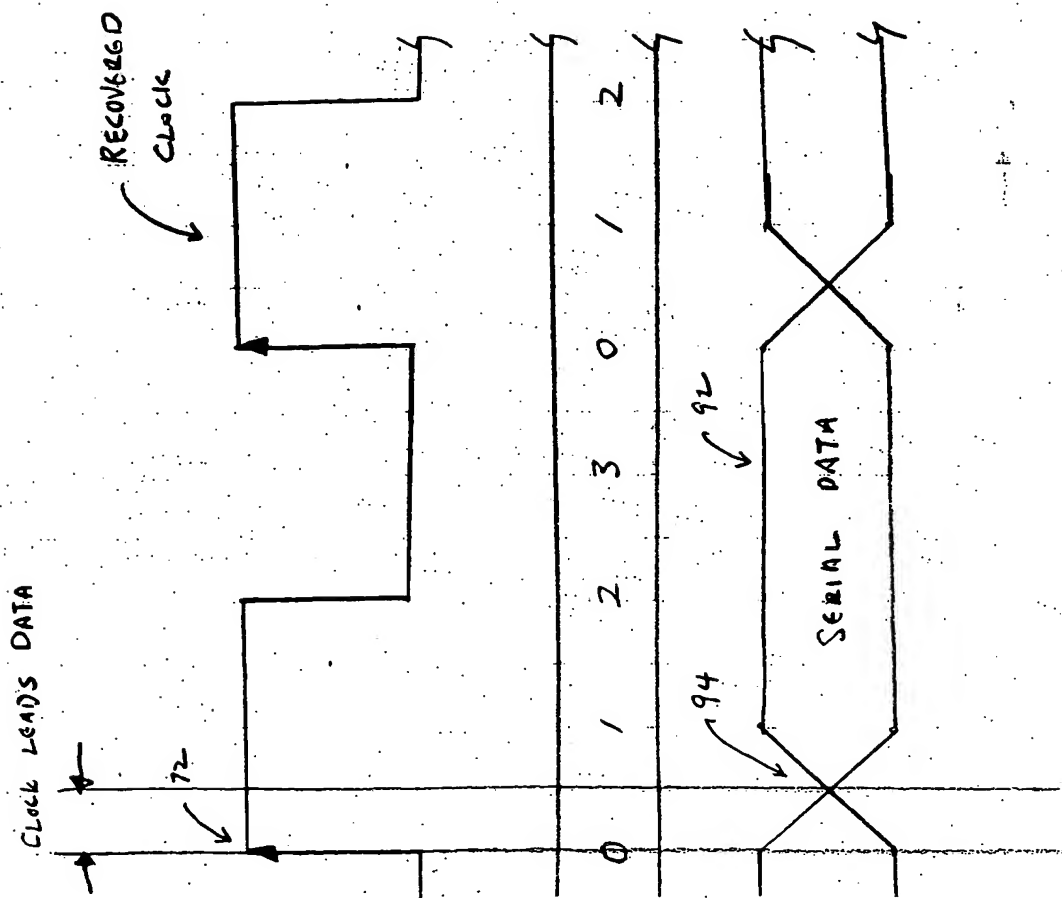 CLOCK LEADS DATA
72
RECOVERED
CLOCK
0 1 2 3 0 1 2
94
92
SERIAL DATA